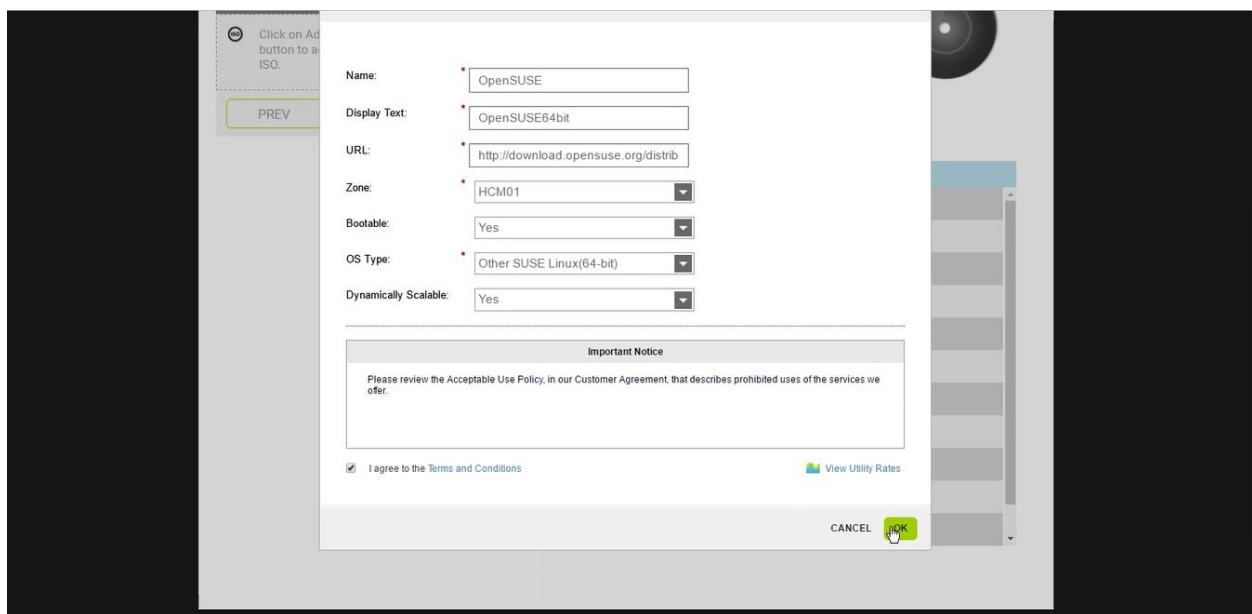 ISO
Click on Ad
button to a
ISO.
PREV
Name: * OpenSUSE
Display Text: * OpenSUSE64bit
URL: * http://download.opensuse.org/distrib
Zone: * HCM01
Bootable: Yes
OS Type: * Other SUSE Linux(64-bit)
Dynamically Scalable: Yes
Important Notice
Please review the Acceptable Use Policy, in our Customer Agreement, that describes prohibited uses of the services we
offer.
I agree to the Terms and Conditions
View Utility Rates
CANCEL OK